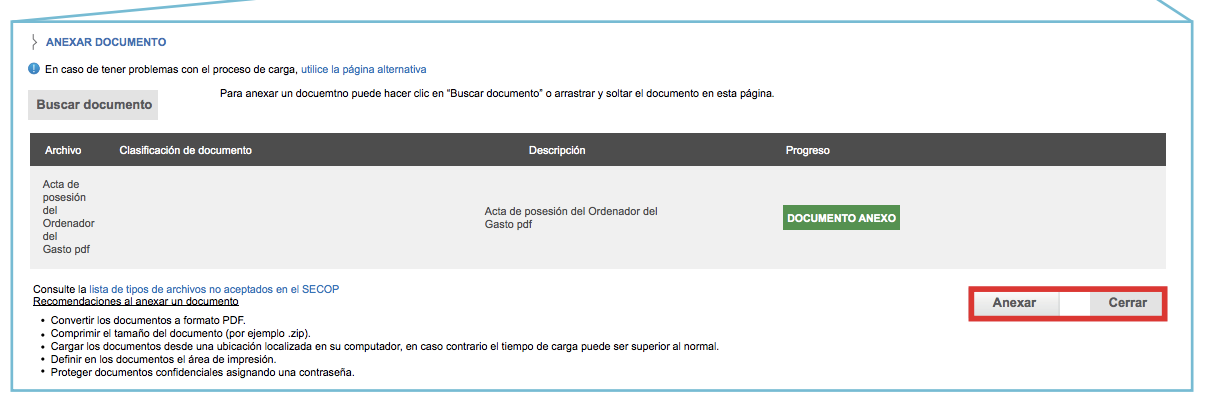 ANEXAR DOCUMENTO
En caso de tener problemas con el proceso de carga, utilice la página alternativa
Buscar documento
Para anexar un docuemtno puede hacer clic en "Buscar documento" o arrastrar y soltar el documento en esta página.
Archivo Clasificación de documento Descripción Progreso
Acta de
posesión
del
Ordenador
del
Gasto pdf
Acta de posesión del Ordenador del
Gasto pdf
DOCUMENTO ANEXO
Consulte la lista de tipos de archivos no aceptados en el SECOP
Recomendaciones al anexar un documento
Anexar Cerrar
• Convertir los documentos a formato PDF.
• Comprimir el tamaño del documento (por ejemplo .zip).
• Cargar los documentos desde una ubicación localizada en su computador, en caso contrario el tiempo de carga puede ser superior al normal.
• Definir en los documentos el área de impresión.
• Proteger documentos confidenciales asignando una contraseña.